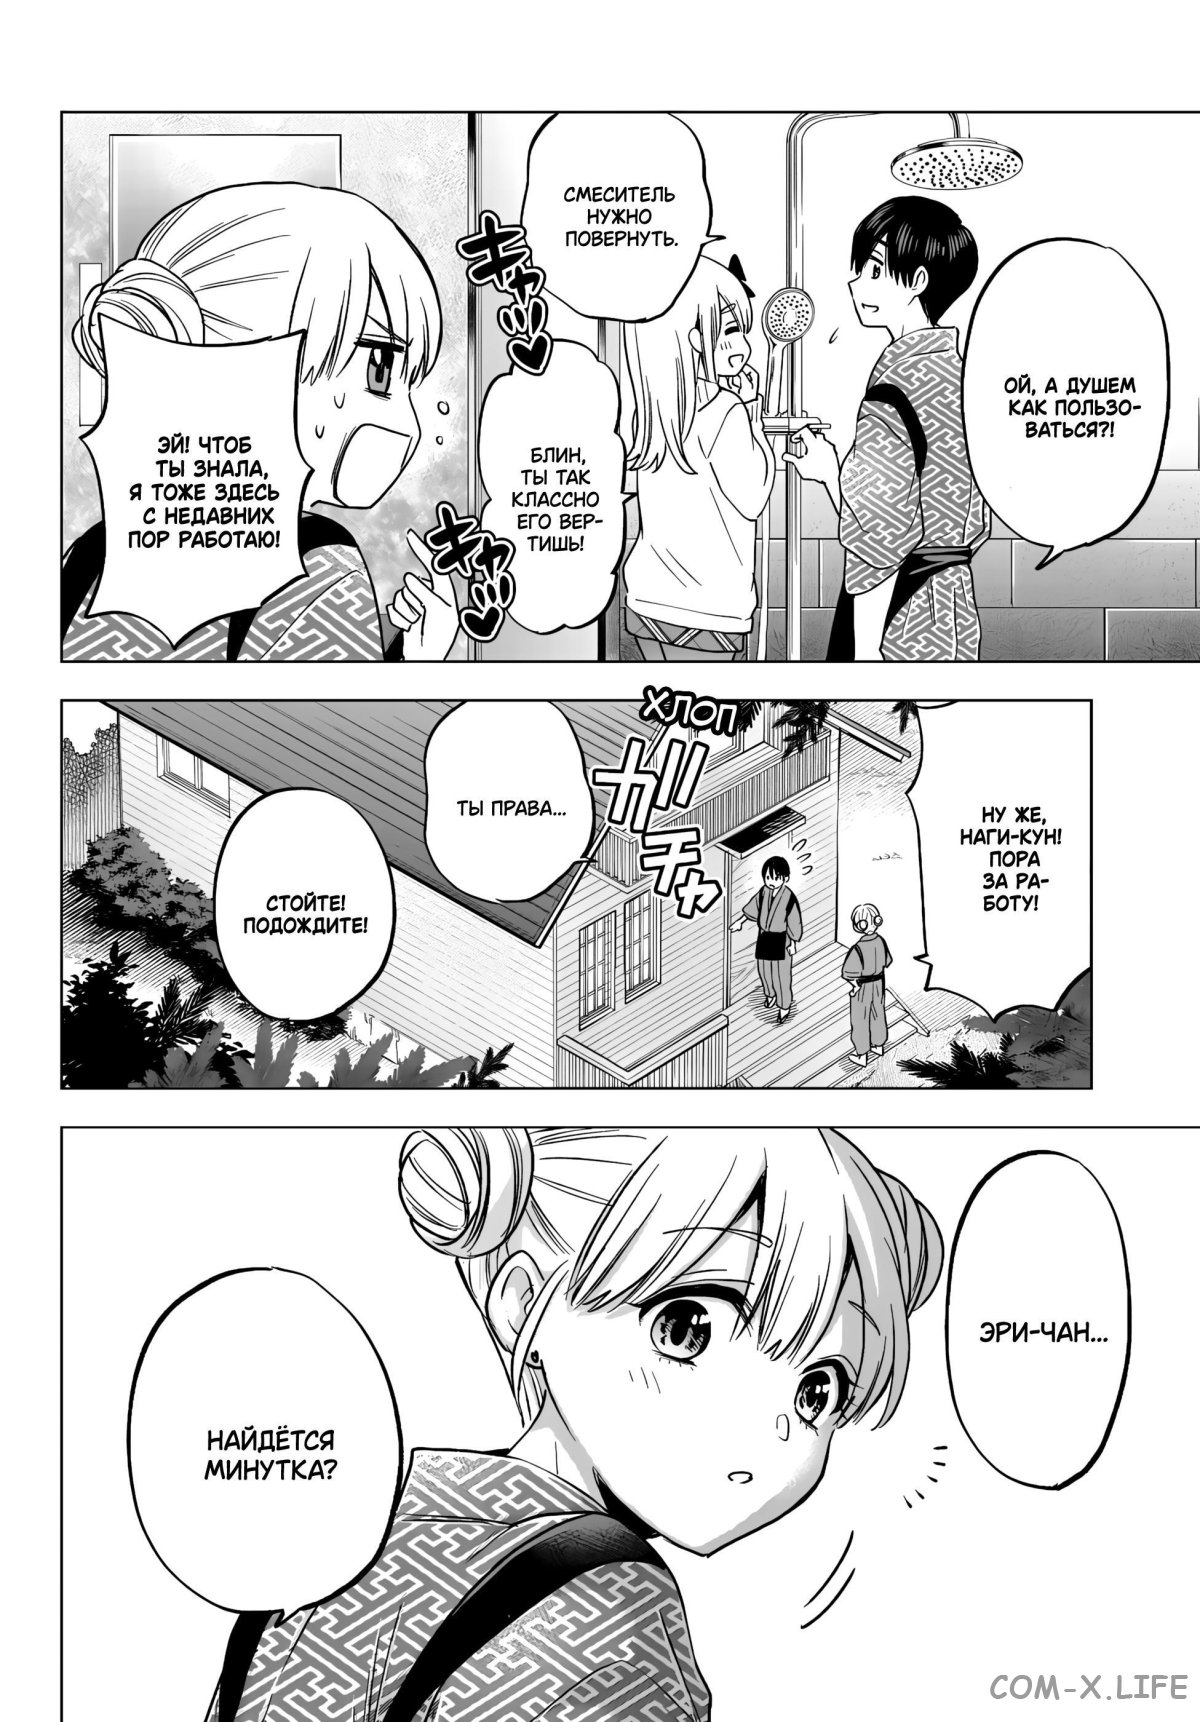 ОЙ, А ДУШЕМ
КАК ПОЛЬЗО-
ВАТЬСЯ?!
СМЕСИТЕЛЬ
НУЖНО
ПОВЕРНУТЬ.
キャッ…♥
БЛИН,
ТЫ ТАК
КЛАССНО
ЕГО ВЕР-
ТИШЬ!
キャッ…♥
ЭЙ! ЧТОБ
ТЫ ЗНАЛА,
Я ТОЖЕ ЗДЕСЬ
С НЕДАВНИХ
ПОР РАБОТАЮ!
НУ ЖЕ,
НАГИ-КУН!
ПОРА
ЗА РА-
БОТУ!
ХЛОП
ガチャ
ТЫ ПРАВА...
СТОЙТЕ!
ПОДОЖДИТЕ!
ЭРИ-ЧАН...
НАЙДЁТСЯ
МИНУТКА?
COM-X.LIFE